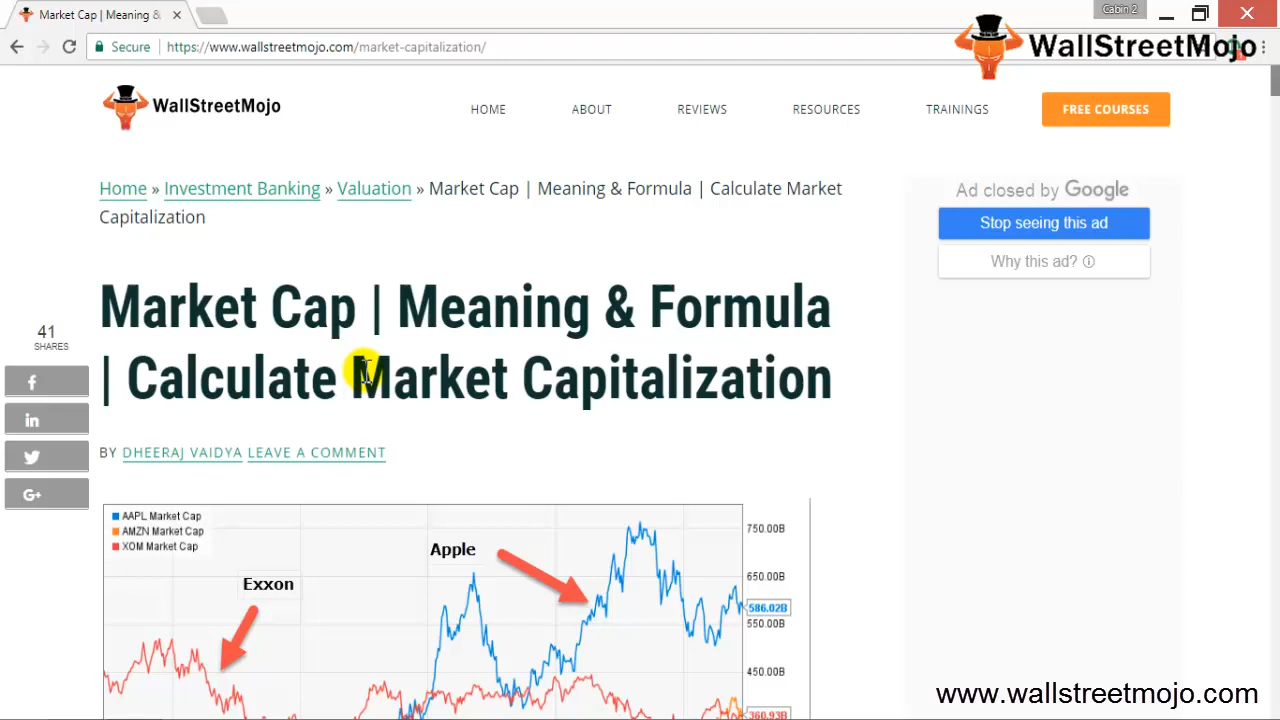 Market Cap | Meaning &
Cabin 2
Secure
https://www.wallstreetmojo.com/market-capitalization/
WallStreetMojo
WallStreetMojo
HOME
ABOUT
REVIEWS
RESOURCES
TRAININGS
FREE COURSES
Home » Investment Banking » Valuation » Market Cap | Meaning & Formula | Calculate Market
Capitalization
Ad closed by Google
Stop seeing this ad
Why this ad?
Market Cap | Meaning & Formula
| Calculate Market Capitalization
41
SHARES
BY DHEERAJ VAIDYA LEAVE A COMMENT
AAPL Market Cap
AMZN Market Cap
XOM Market Cap
Exxon
Apple
750.00B
650.00B
586.02B
550.00B
450.00B
360.93B
www.wallstreetmojo.com